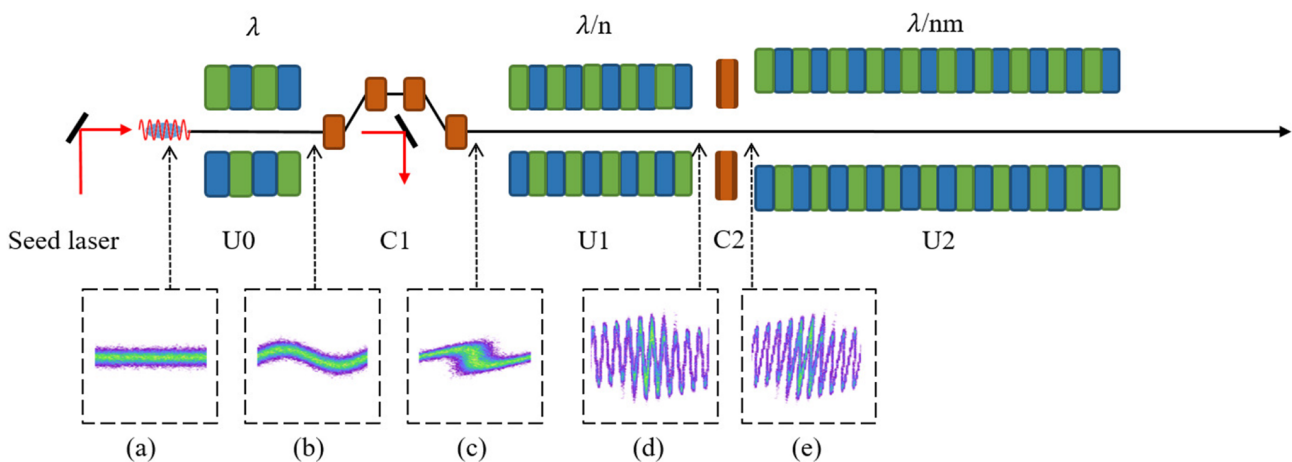 λ
λ/n
λ/nm
Seed laser
U0
C1
U1
C2
U2
(a)
(b)
(c)
(d)
(e)